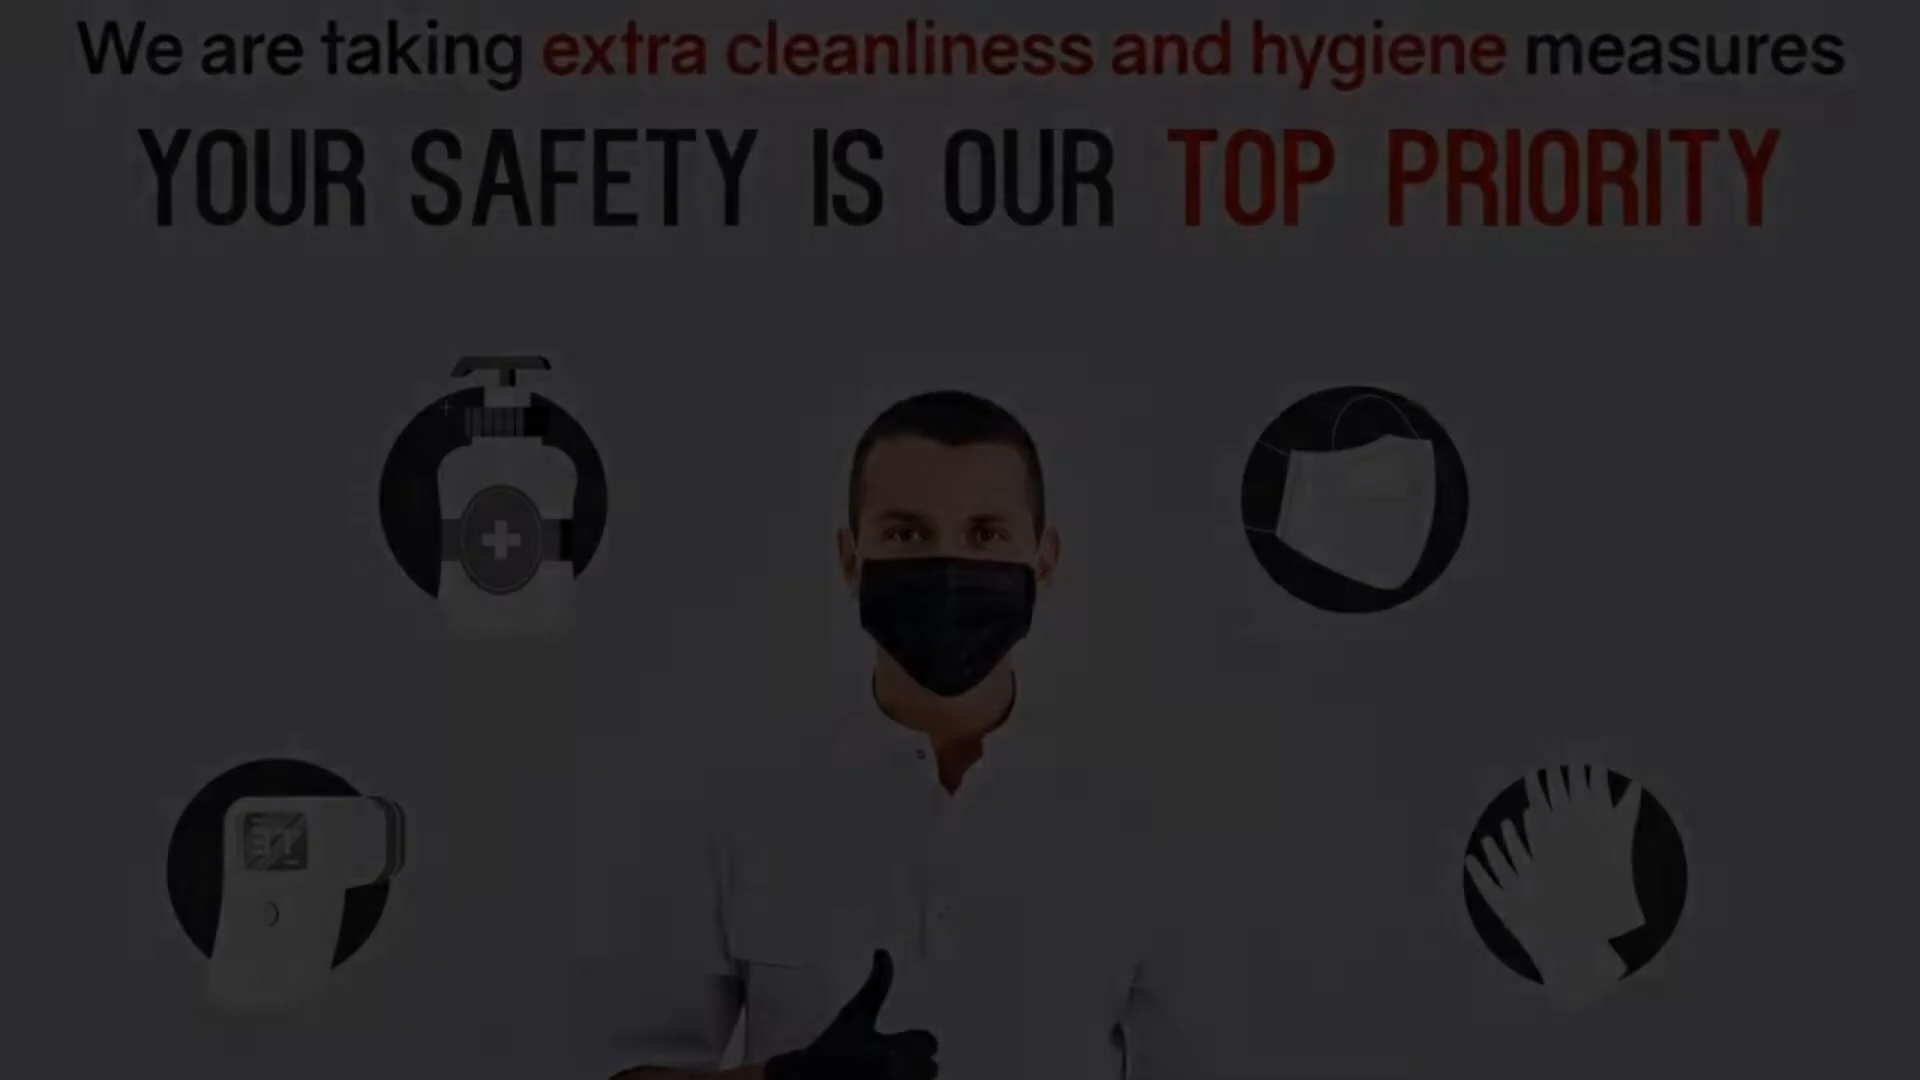 We are taking extra cleanliness and hygiene measures
YOUR SAFETY IS OUR TOP PRIORITY